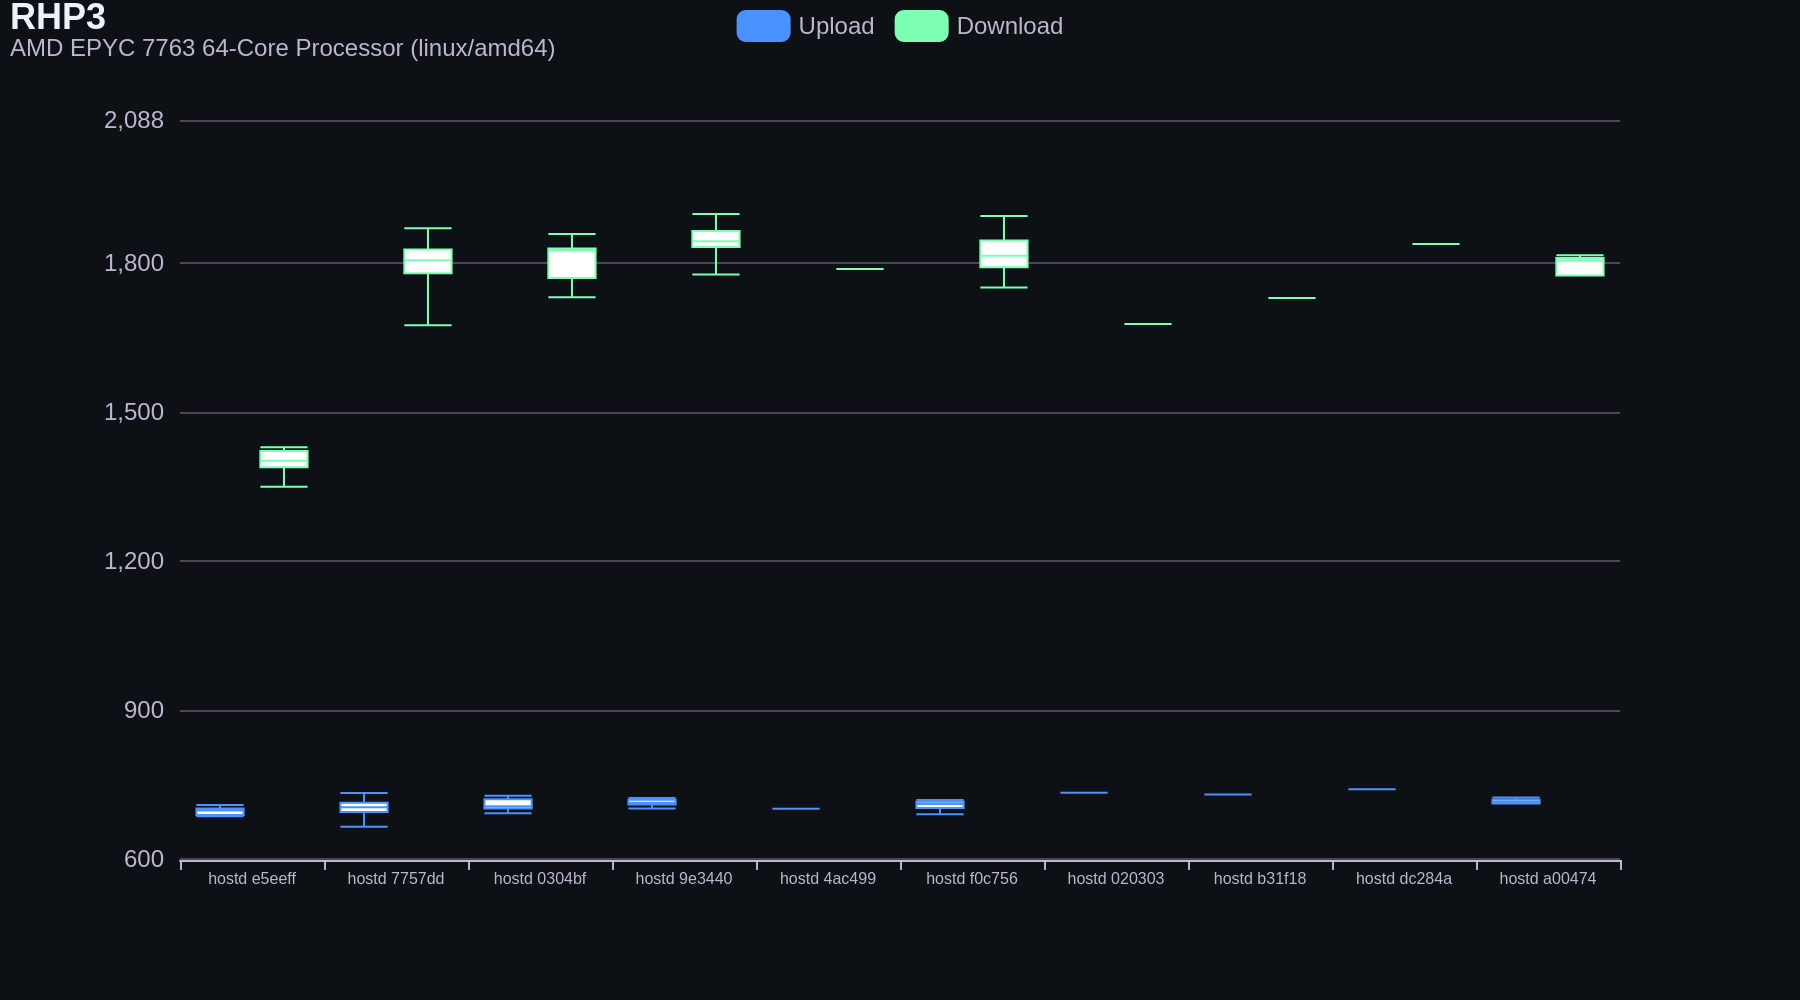 RHP3
AMD EPYC 7763 64-Core Processor (linux/amd64)
Upload
Download
2,088
1,800
1,500
1,200
900
600
hostd e5eeff
hostd 7757dd
hostd 0304bf
hostd 9e3440
hostd 4ac499
hostd f0c756
hostd 020303
hostd b31f18
hostd dc284a
hostd a00474